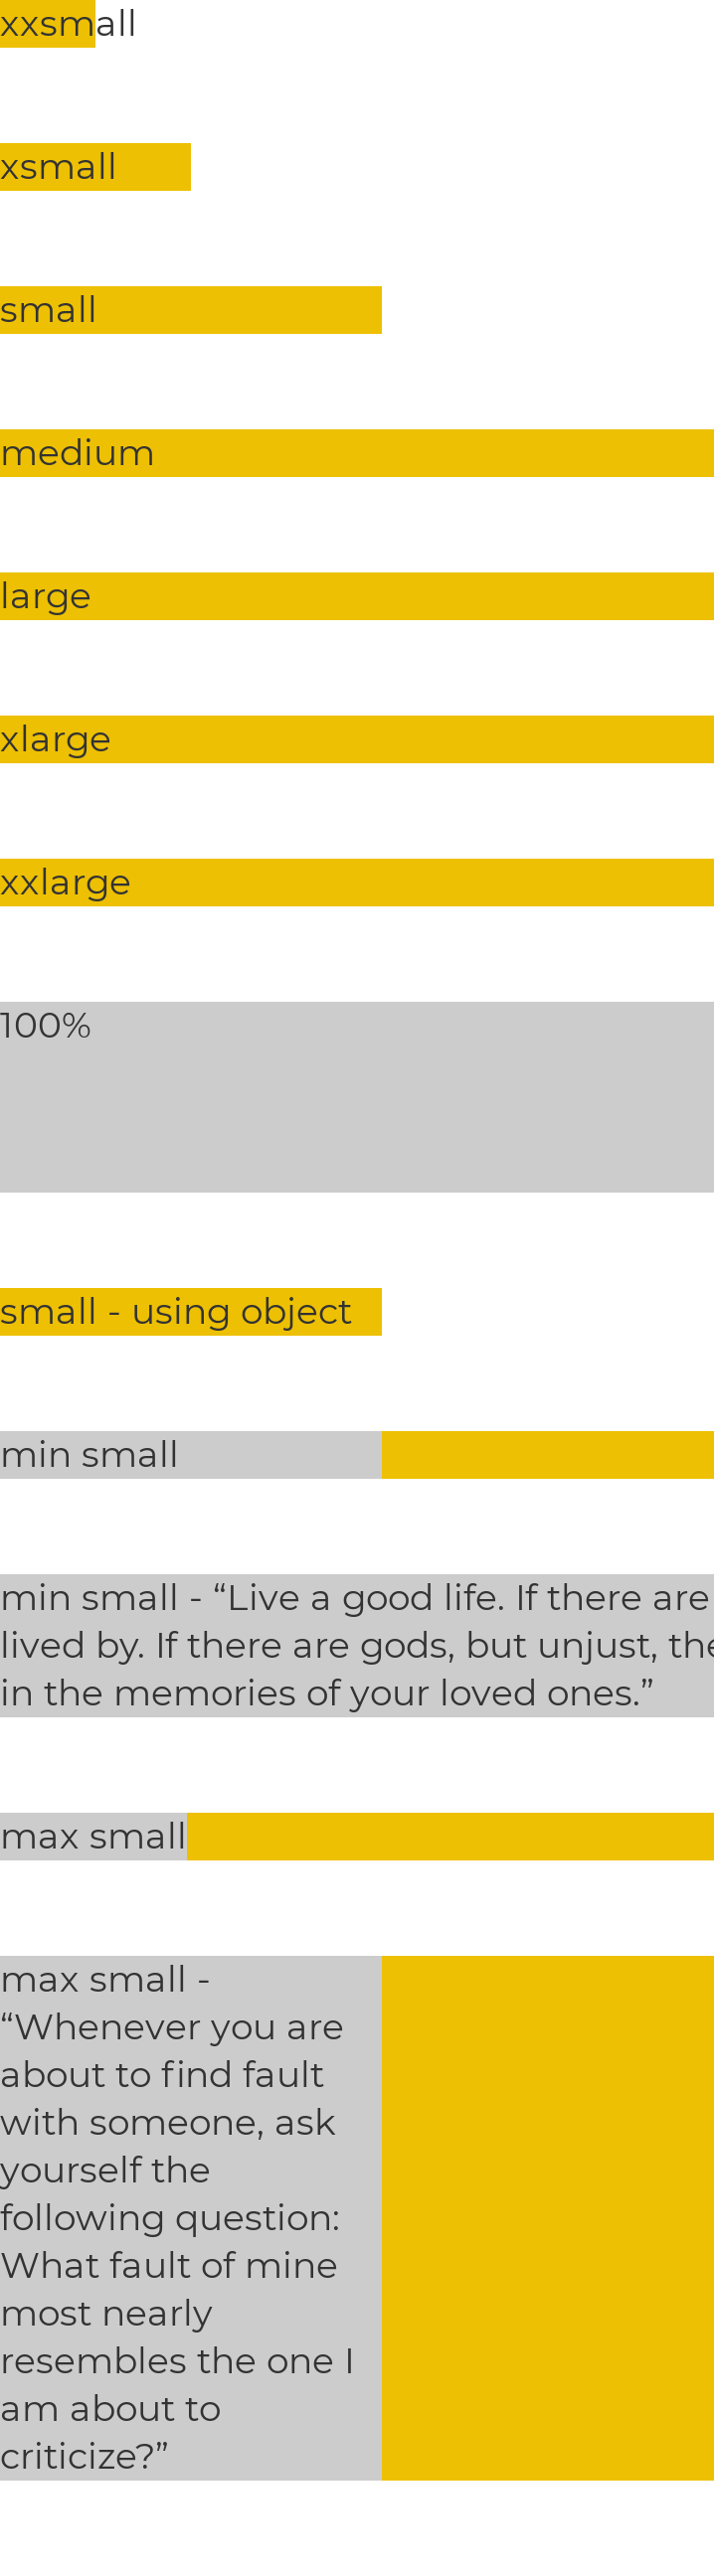 xxsmall
xsmall
small
medium
large
xlarge
xxlarge
100%
small - using object
min small
min small - “Live a good life. If there are
lived by. If there are gods, but unjust, the
in the memories of your loved ones.”
max small
max small -
“Whenever you are
about to find fault
with someone, ask
yourself the
following question:
What fault of mine
most nearly
resembles the one I
am about to
criticize?”